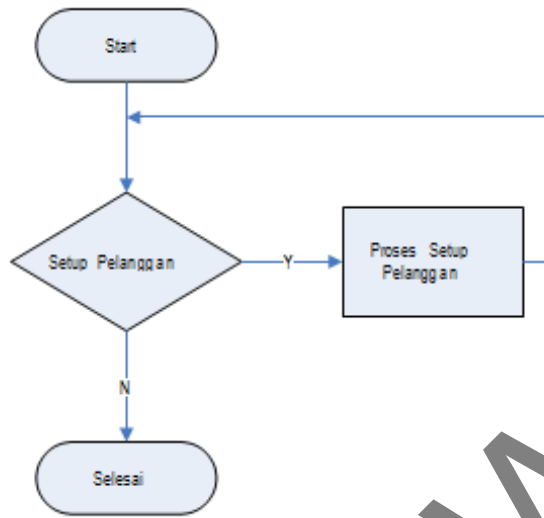 Start
Setup Pelanggan
Y
Proses Setup
Pelanggan
N
Selesai
M